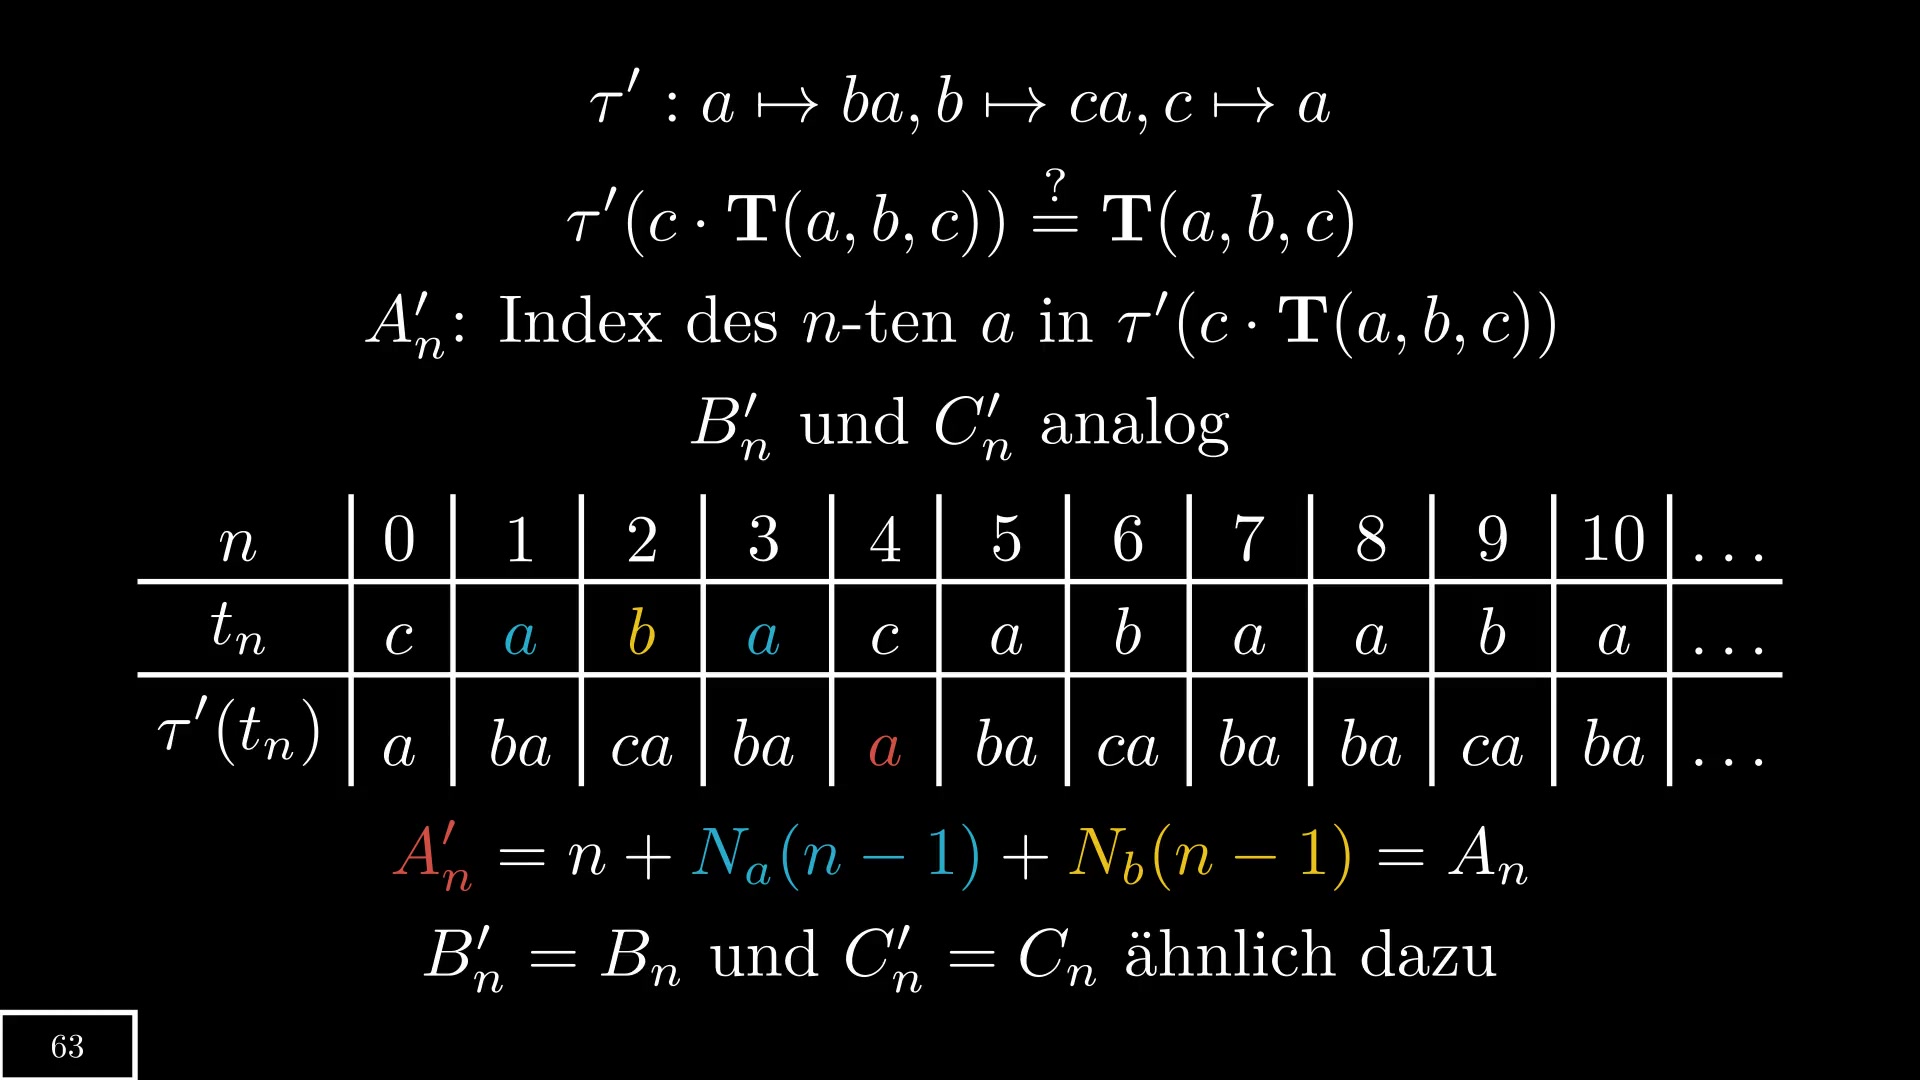 τ′ : a ↦ ba, b ↦ ca, c ↦ a
τ′(c · T(a, b, c)) ≟ T(a, b, c)
A′ₙ: Index des n-ten a in τ′(c · T(a, b, c))
B′ₙ und C′ₙ analog
n 0 1 2 3 4 5 6 7 8 9 10 ...
tₙ c a b a c a b a a b a ...
τ′(tₙ) a ba ca ba a ba ca ba ba ca ba ...
A′ₙ = n + Nₐ(n − 1) + N_b(n − 1) = Aₙ
B′ₙ = Bₙ und C′ₙ = Cₙ ähnlich dazu
63